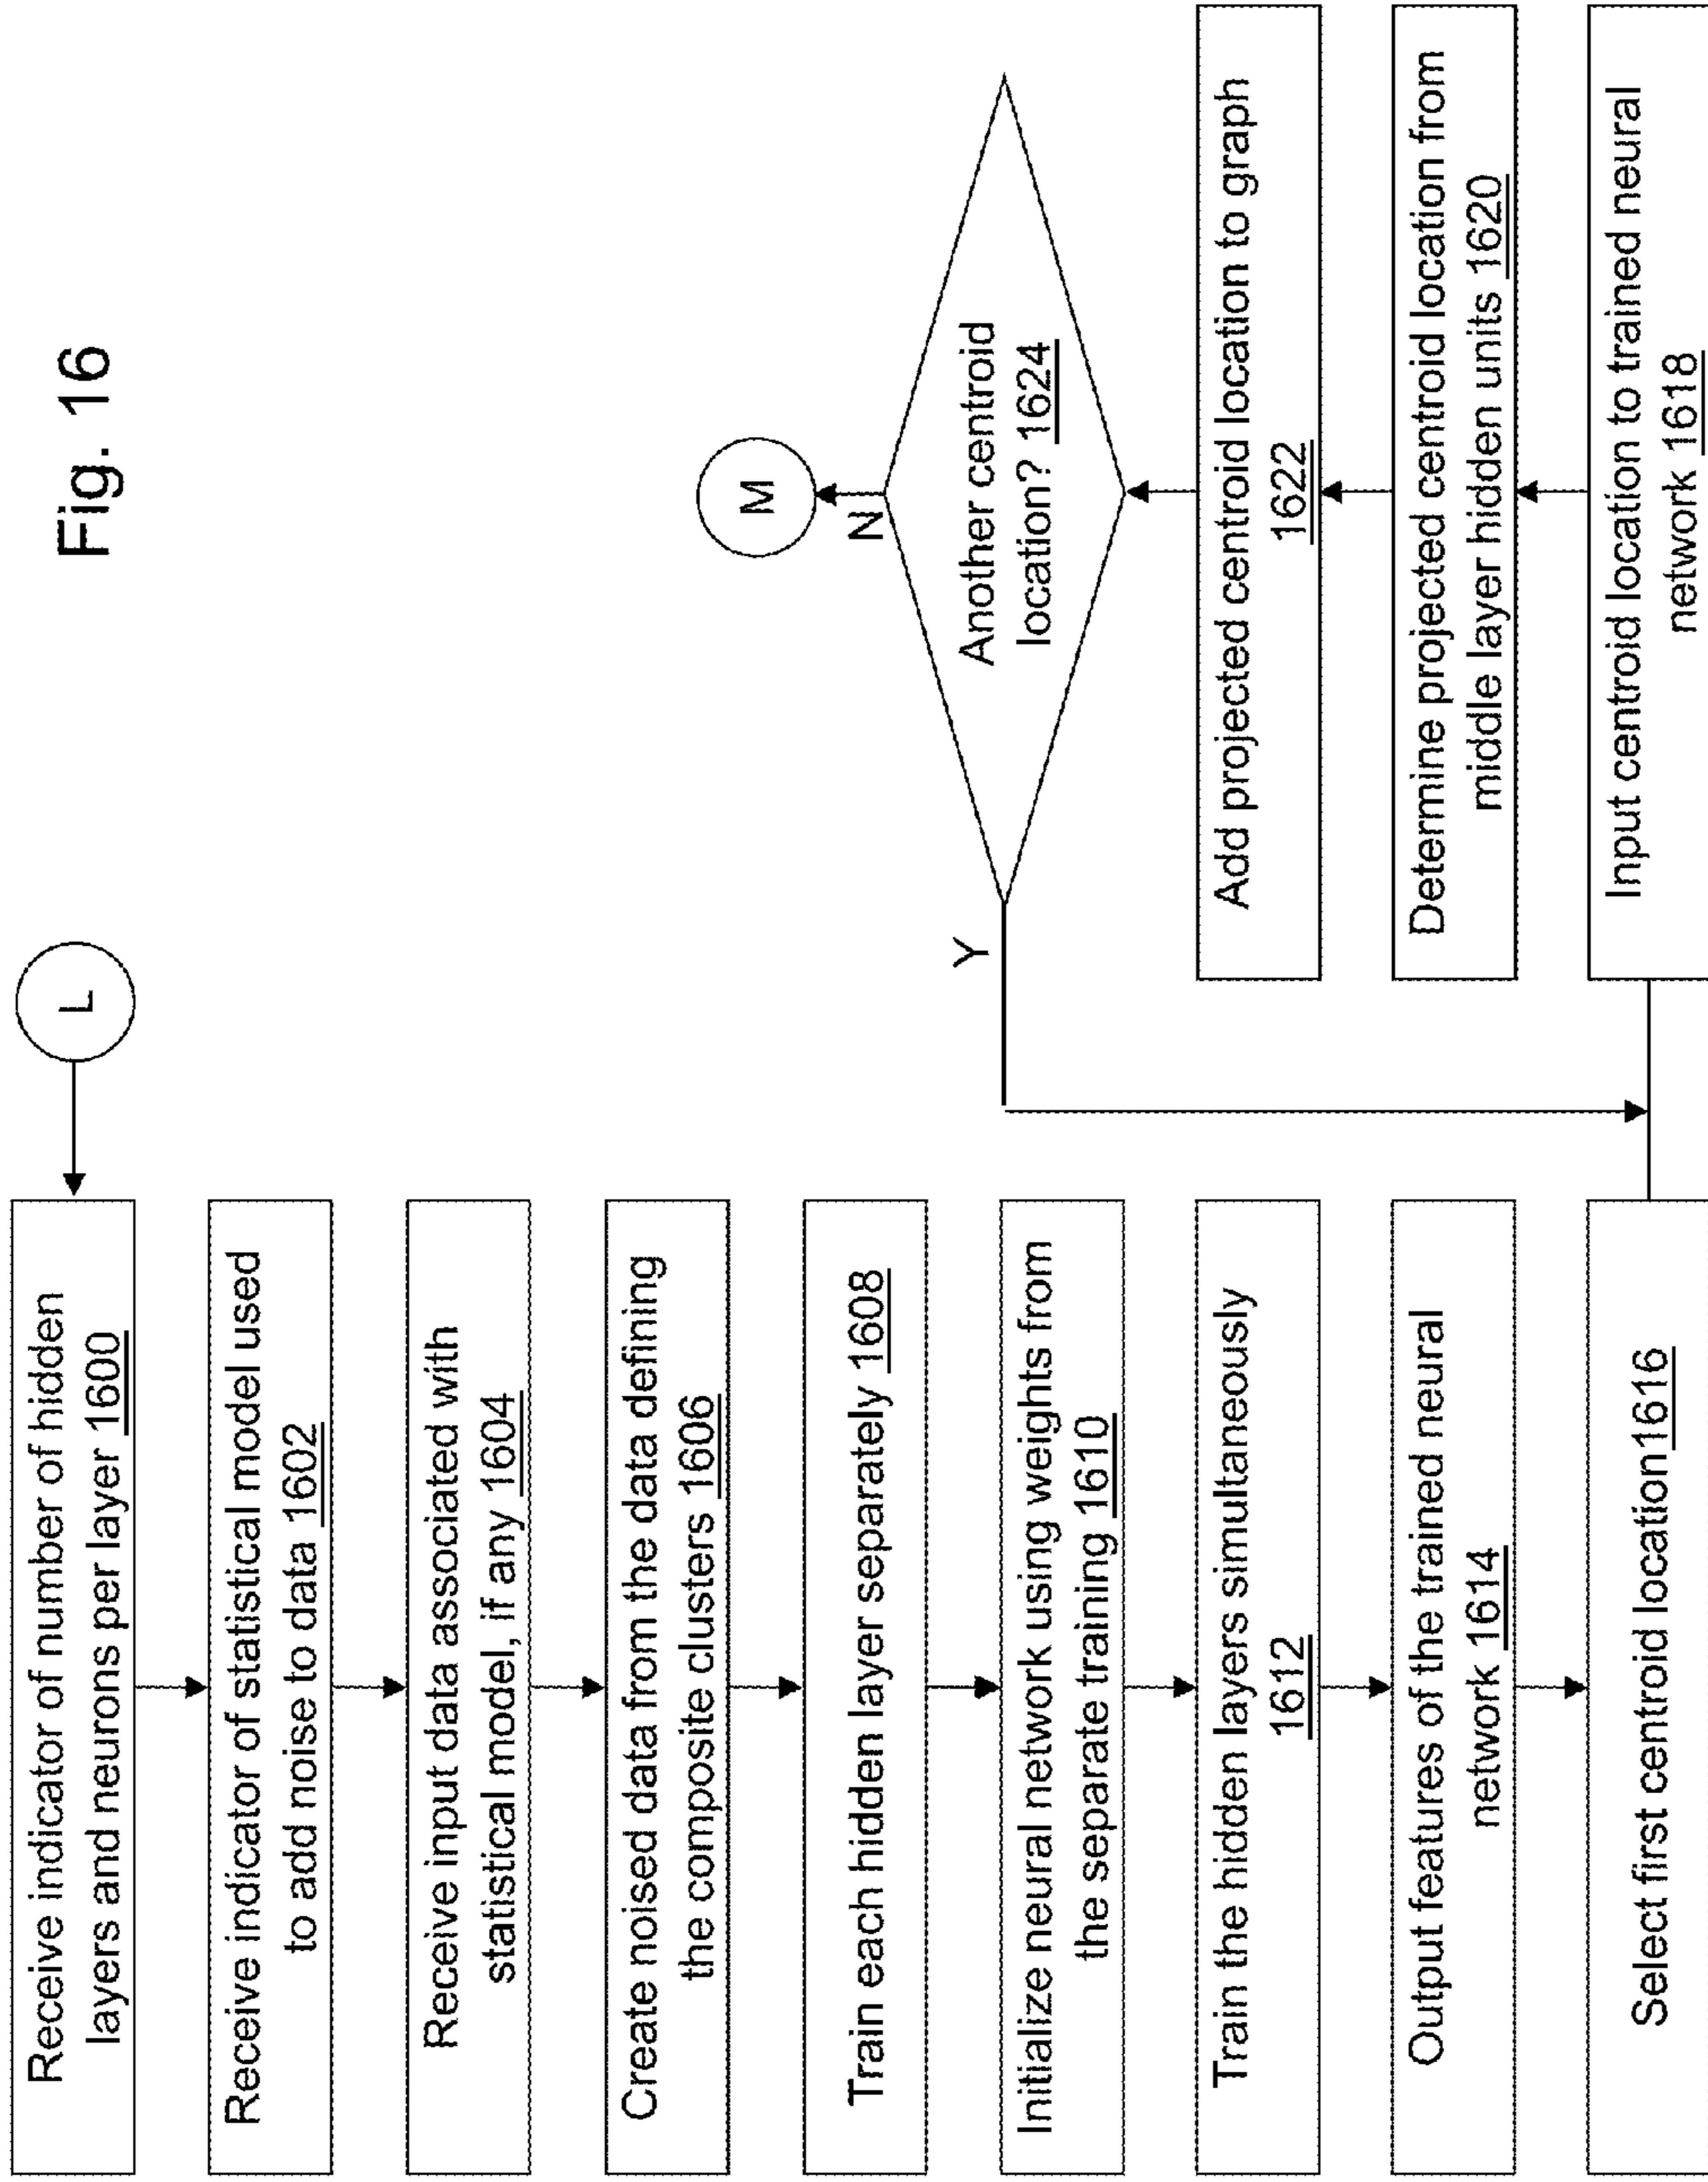 Fig. 16
L
Receive indicator of number of hidden
layers and neurons per layer 1600
Receive indicator of statistical model used
to add noise to data 1602
Receive input data associated with
statistical model, if any 1604
Create noised data from the data defining
the composite clusters 1606
Train each hidden layer separately 1608
Initialize neural network using weights from
the separate training 1610
Train the hidden layers simultaneously
1612
Output features of the trained neural
network 1614
Select first centroid location1616
Input centroid location to trained neural
network 1618
Determine projected centroid location from
middle layer hidden units 1620
Add projected centroid location to graph
1622
Another centroid
location? 1624
Y
N
M